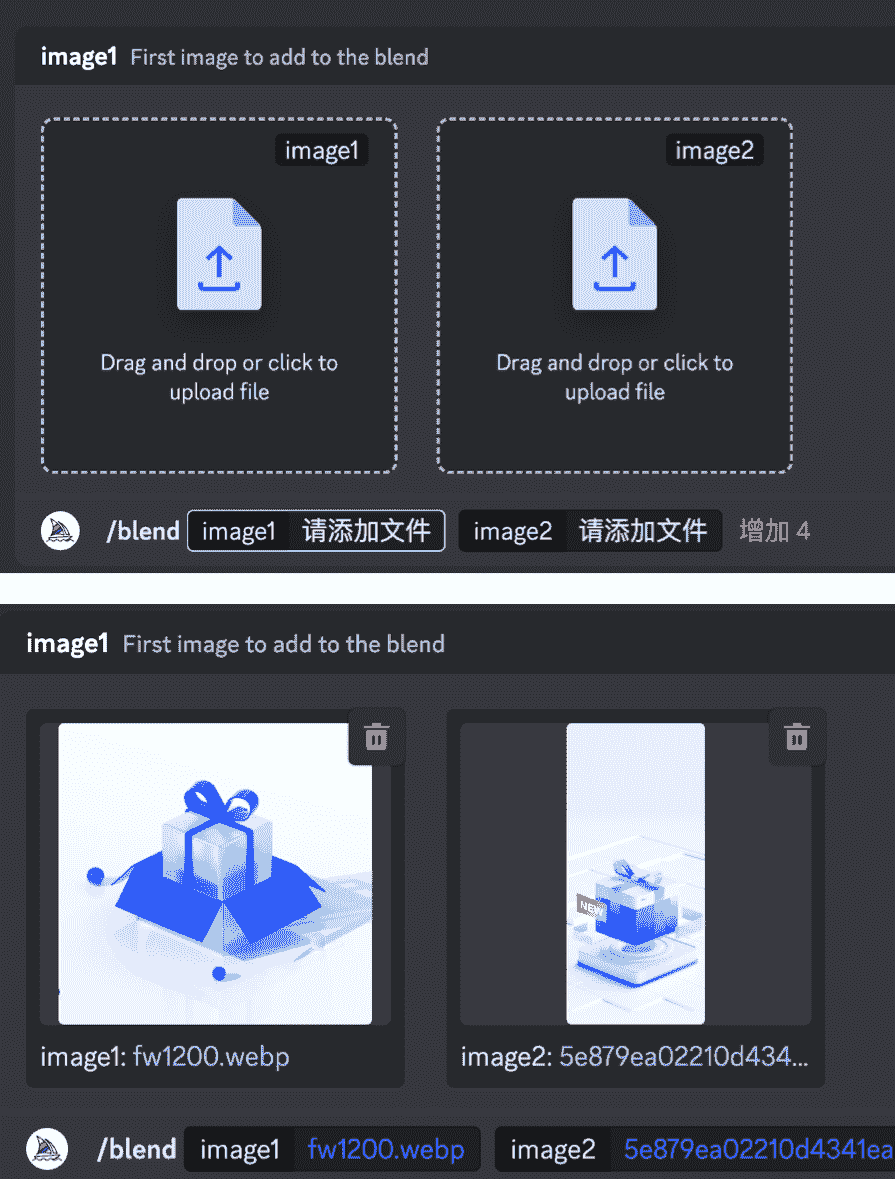 image1 First image to add to the blend
image1
image2
Drag and drop or click to
upload file
Drag and drop or click to
upload file
/blend image1 请添加文件 image2 请添加文件 增加 4
image1 First image to add to the blend
NEW
image1: fw1200.webp
image2: 5e879ea02210d434...
/blend image1 fw1200.webp image2 5e879ea02210d4341ea